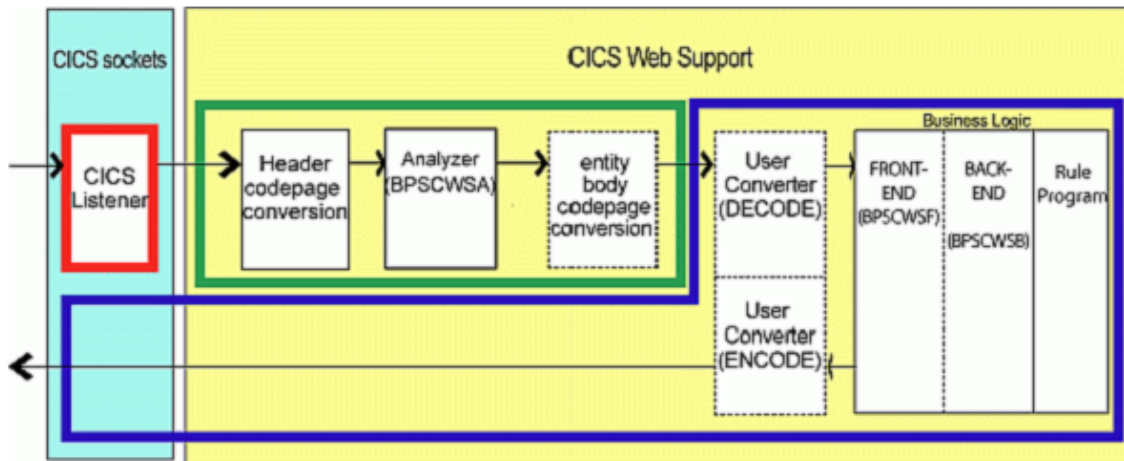 CICS sockets
CICS Web Support
Business Logic
CICS
Listener
Header
codepage
conversion
Analyzer
(BPSCWSA)
entity
body
codepage
conversion
User
Converter
(DECODE)
FRONT-
END
(BPSCWSF)
BACK-
END
(BPSCWSB)
Rule
Program
User
Converter
(ENCODE)